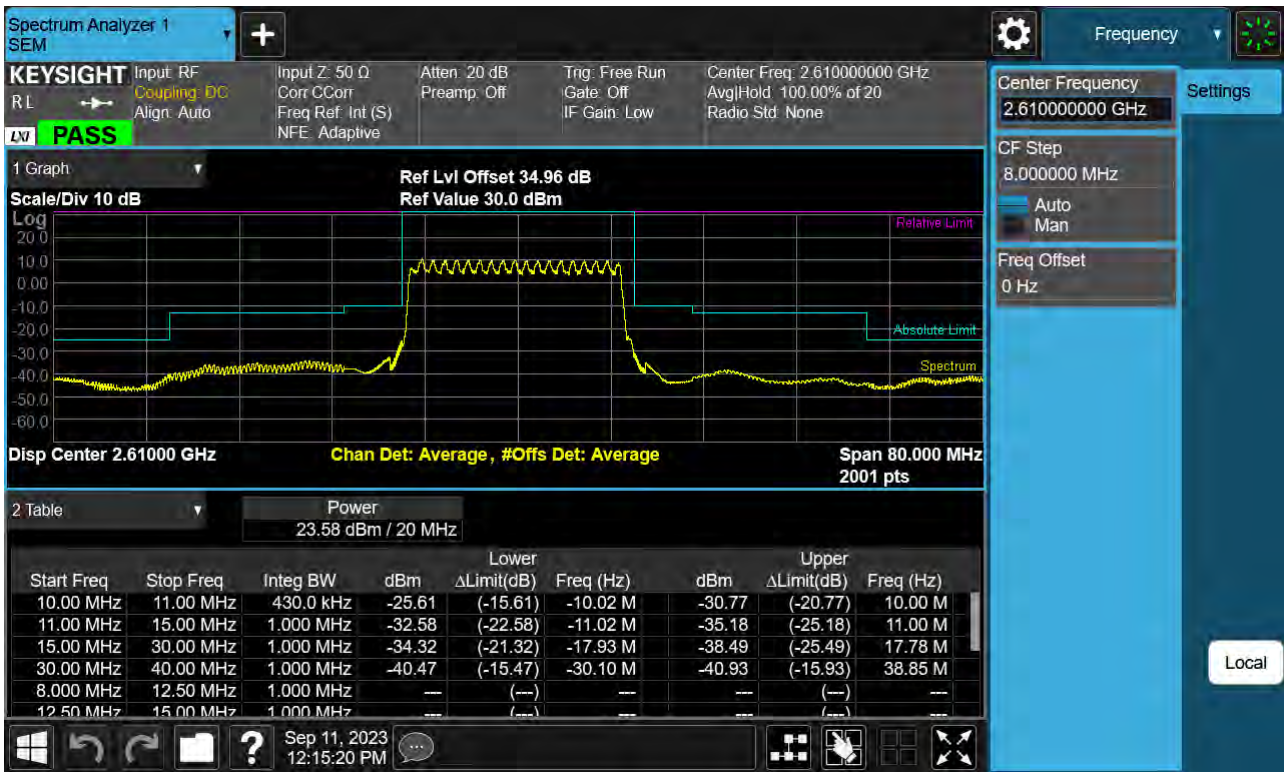 Spectrum Analyzer 1
SEM
+
Frequency
KEYSIGHT
RL
LXI PASS
Input: RF
Coupling: DC
Align: Auto
Input Z: 50 Ω
Corr CCorr
Freq Ref: Int (S)
NFE: Adaptive
Atten: 20 dB
Preamp: Off
Trig: Free Run
Gate: Off
IF Gain: Low
Center Freq: 2.610000000 GHz
Avg|Hold: 100.00% of 20
Radio Std: None
Center Frequency
2.610000000 GHz
Settings
CF Step
8.000000 MHz
Auto
Man
Freq Offset
0 Hz
Local
1 Graph
Scale/Div 10 dB
Ref Lvl Offset 34.96 dB
Ref Value 30.0 dBm
Log
20.0
10.0
0.00
-10.0
-20.0
-30.0
-40.0
-50.0
-60.0
Relative Limit
Absolute Limit
Spectrum
Disp Center 2.61000 GHz
Chan Det: Average, #Offs Det: Average
Span 80.000 MHz
2001 pts
2 Table
Power
23.58 dBm / 20 MHz
Lower Upper
Start Freq Stop Freq Integ BW dBm ΔLimit(dB) Freq (Hz) dBm ΔLimit(dB) Freq (Hz)
10.00 MHz 11.00 MHz 430.0 kHz -25.61 (-15.61) -10.02 M -30.77 (-20.77) 10.00 M
11.00 MHz 15.00 MHz 1.000 MHz -32.58 (-22.58) -11.02 M -35.18 (-25.18) 11.00 M
15.00 MHz 30.00 MHz 1.000 MHz -34.32 (-21.32) -17.93 M -38.49 (-25.49) 17.78 M
30.00 MHz 40.00 MHz 1.000 MHz -40.47 (-15.47) -30.10 M -40.93 (-15.93) 38.85 M
8.000 MHz 12.50 MHz 1.000 MHz --- (---) --- --- (---) ---
12.50 MHz 15.00 MHz 1.000 MHz --- (---) --- --- (---) ---
?
Sep 11, 2023
12:15:20 PM